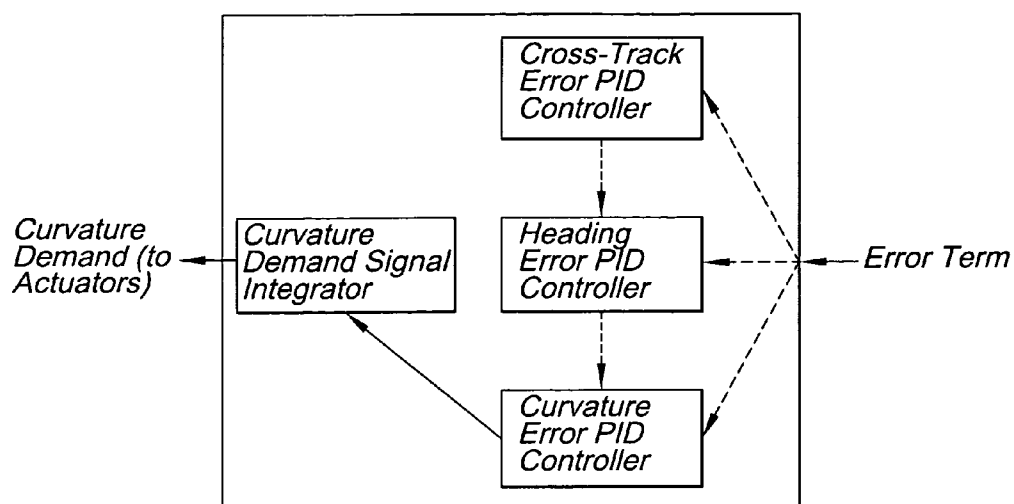 Cross-Track
Error PID
Controller
Curvature
Demand (to
Actuators)
Curvature
Demand Signal
Integrator
Heading
Error PID
Controller
Error Term
Curvature
Error PID
Controller